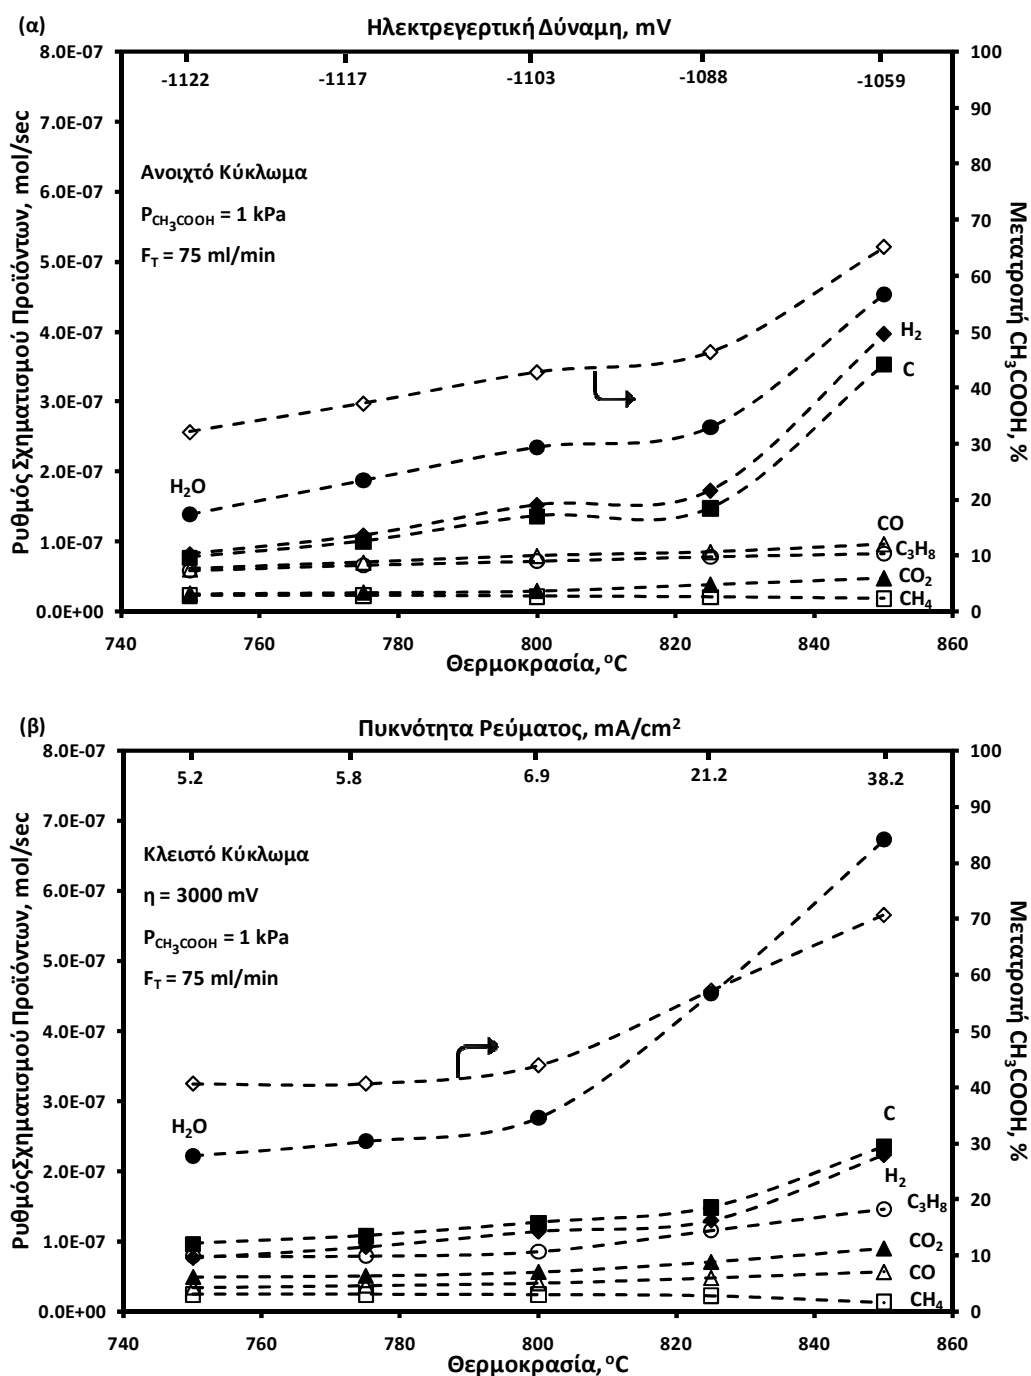 (α)
Ηλεκτρεγερτική Δύναμη, mV
8.0E-07
7.0E-07
6.0E-07
5.0E-07
4.0E-07
3.0E-07
2.0E-07
1.0E-07
0.0E+00
Ρυθμός Σχηματισμού Προϊόντων, mol/sec
-1122 -1117 -1103 -1088 -1059
Ανοιχτό Κύκλωμα
P_CH3COOH = 1 kPa
F_T = 75 ml/min
H2O
H2
C
CO
C3H8
CO2
CH4
100
90
80
70
60
50
40
30
20
10
0
Μετατροπή CH3COOH, %
740 760 780 800 820 840 860
Θερμοκρασία, °C
(β)
Πυκνότητα Ρεύματος, mA/cm²
8.0E-07
7.0E-07
6.0E-07
5.0E-07
4.0E-07
3.0E-07
2.0E-07
1.0E-07
0.0E+00
ΡυθμόςΣχηματισμού Προϊόντων, mol/sec
5.2 5.8 6.9 21.2 38.2
Κλειστό Κύκλωμα
η = 3000 mV
P_CH3COOH = 1 kPa
F_T = 75 ml/min
H2O
C
H2
C3H8
CO2
CO
CH4
100
90
80
70
60
50
40
30
20
10
0
Μετατροπή CH3COOH, %
740 760 780 800 820 840 860
Θερμοκρασία, °C